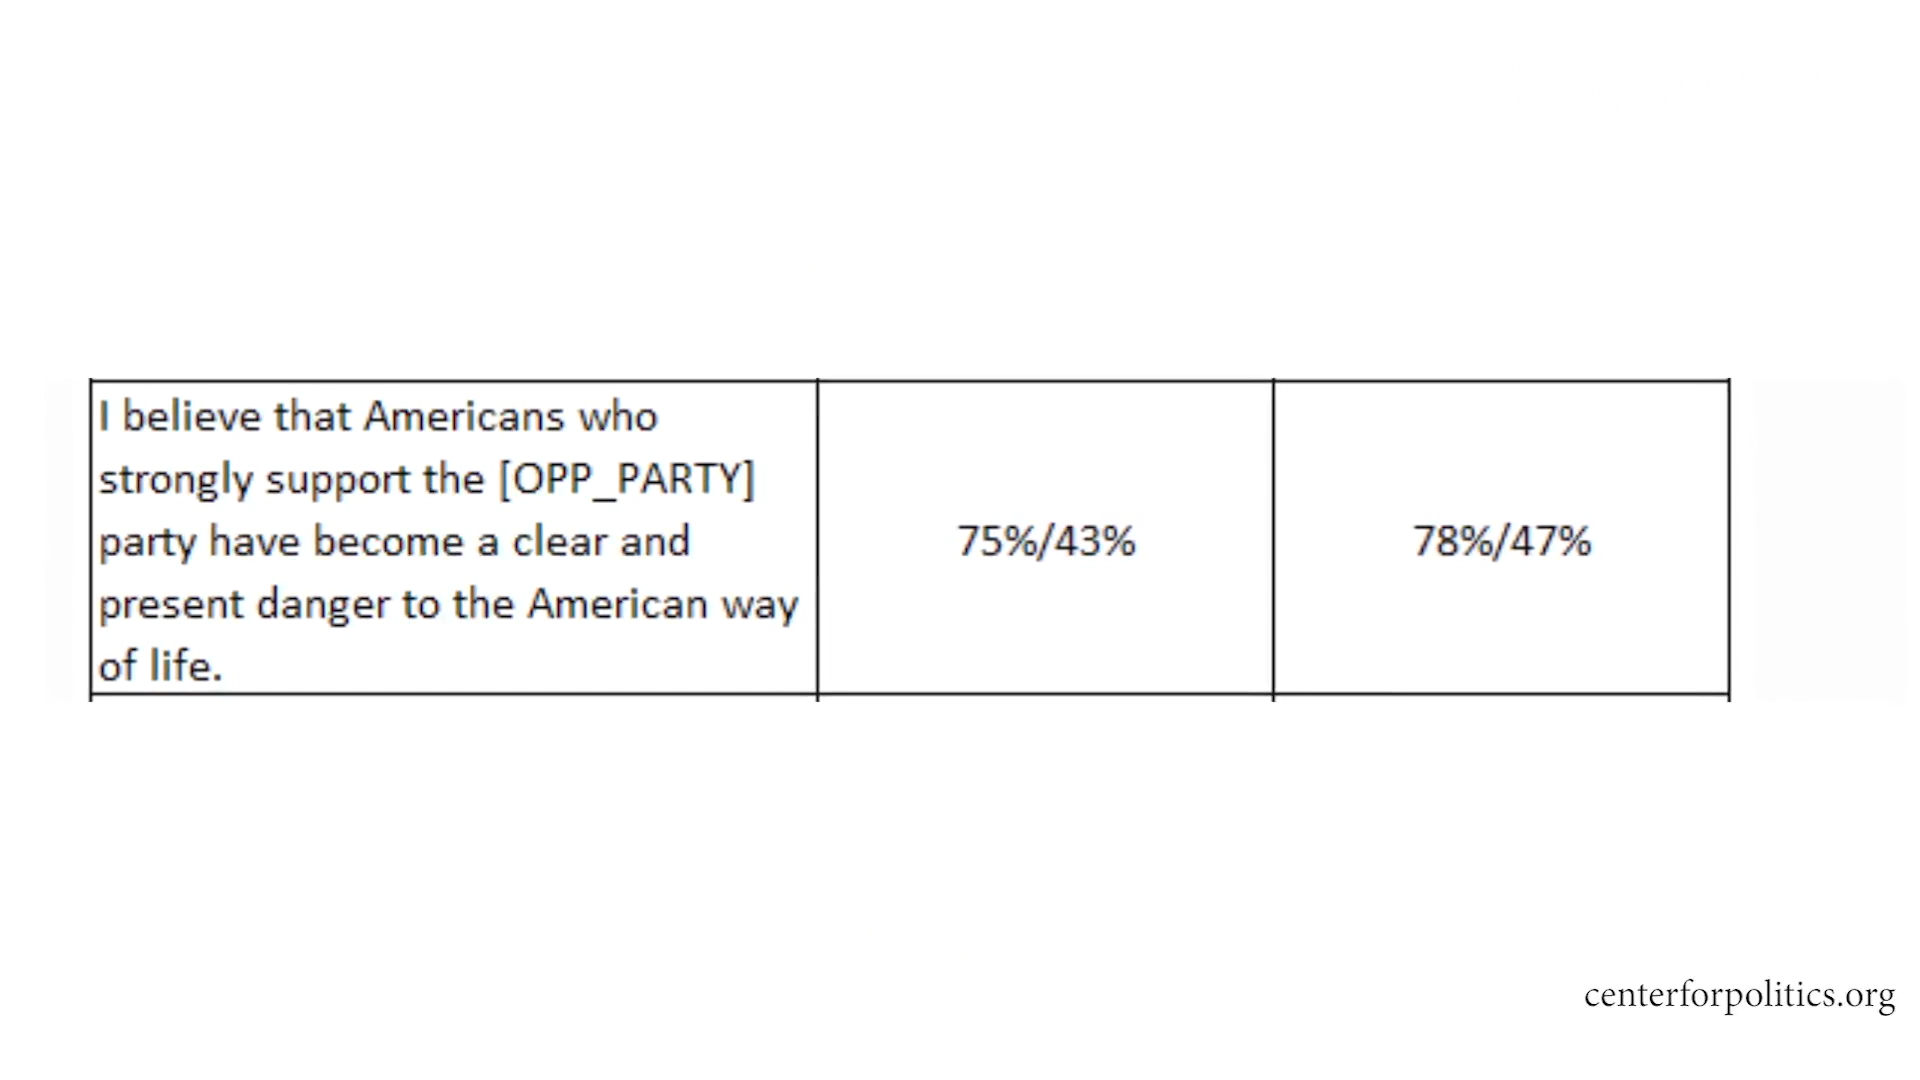 I believe that Americans who
strongly support the [OPP_PARTY]
party have become a clear and
present danger to the American way
of life.
75%/43%
78%/47%
centerforpolitics.org